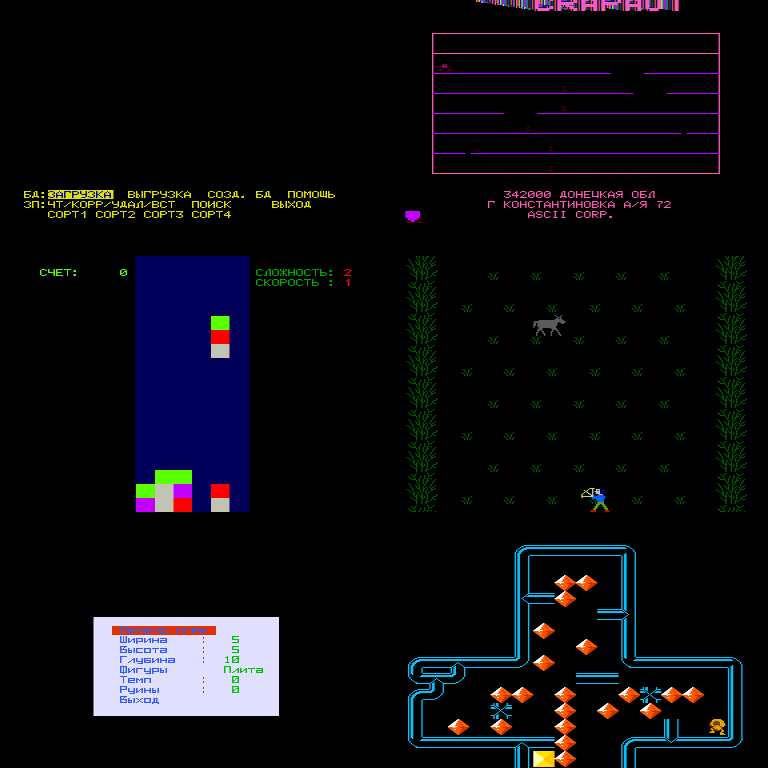 БД:ЗАГРУЗКА ВЫГРУЗКА СОЗД. БД ПОМОЩЬ
ЗП:ЧТ/КОРР/УДАЛ/ВСТ ПОИСК ВЫХОД
СОРТ1 СОРТ2 СОРТ3 СОРТ4
342000 ДОНЕЦКАЯ ОБЛ
Г КОНСТАНТИНОВКА А/Я 72
ASCII CORP.
СЧЕТ: 0
СЛОЖНОСТЬ: 2
СКОРОСТЬ : 1
Ширина : 5
Высота : 5
Глубина : 10
Фигуры Плита
Темп : 0
Руины : 0
Выход